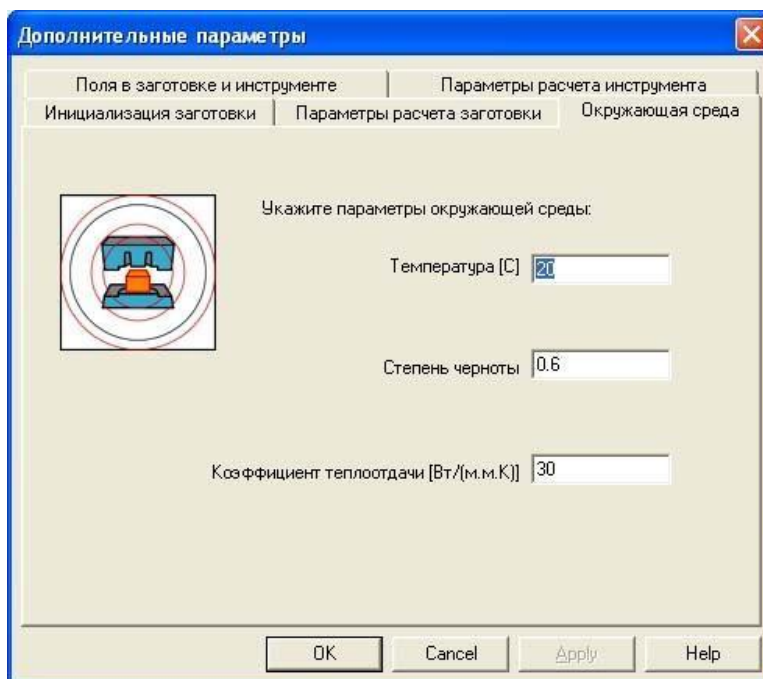 Дополнительные параметры
Поля в заготовке и инструменте
Параметры расчета инструмента
Инициализация заготовки
Параметры расчета заготовки
Окружающая среда
Укажите параметры окружающей среды:
Температура [C] 20
Степень черноты 0.6
Коэффициент теплоотдачи [Вт/(м.м.К)] 30
OK Cancel Apply Help